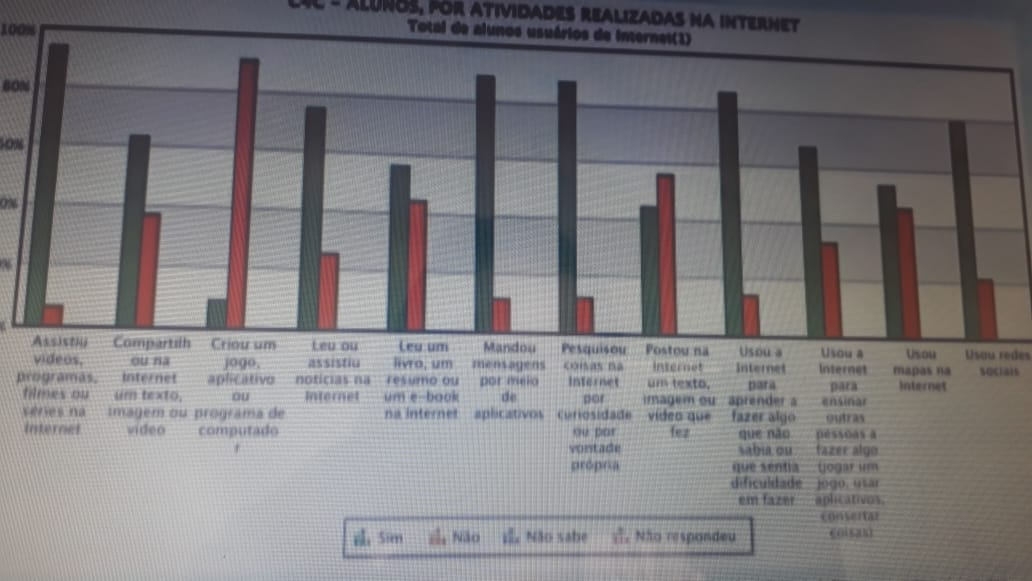 C4C – ALUNOS, POR ATIVIDADES REALIZADAS NA INTERNET
Total de alunos usuários de Internet(1)
100%
80%
Assistiu
vídeos,
programas,
filmes ou
séries na
Internet
Compartilh
ou na
Internet
um texto,
imagem ou
vídeo
Criou um
jogo,
aplicativo
ou
programa de
computado
r
Leu ou
assistiu
notícias na
Internet
Leu um
livro, um
resumo ou
um e-book
na Internet
Mandou
mensagens
por meio
de
aplicativos
Pesquisou
coisas na
Internet
por
curiosidade
ou por
vontade
própria
Postou na
Internet
um texto,
imagem ou
vídeo que
fez
Usou a
Internet
para
aprender a
fazer algo
que não
sabia ou
que sentia
dificuldade
em fazer
Usou a
Internet
para
ensinar
outras
pessoas a
fazer algo
(jogar um
jogo, usar
aplicativos,
consertar
coisas)
Usou
mapas na
Internet
Usou redes
sociais
Sim Não Não sabe Não respondeu